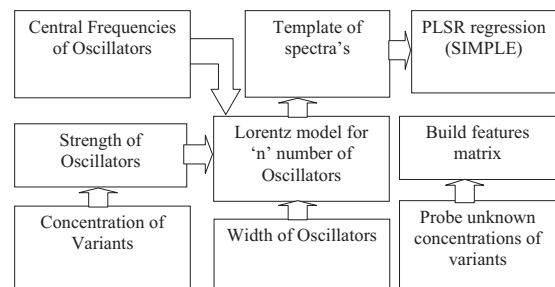 Central Frequencies
of Oscillators
Template of
spectra's
PLSR regression
(SIMPLE)
Strength of
Oscillators
Lorentz model for
'n' number of
Oscillators
Build features
matrix
Concentration of
Variants
Width of Oscillators
Probe unknown
concentrations of
variants